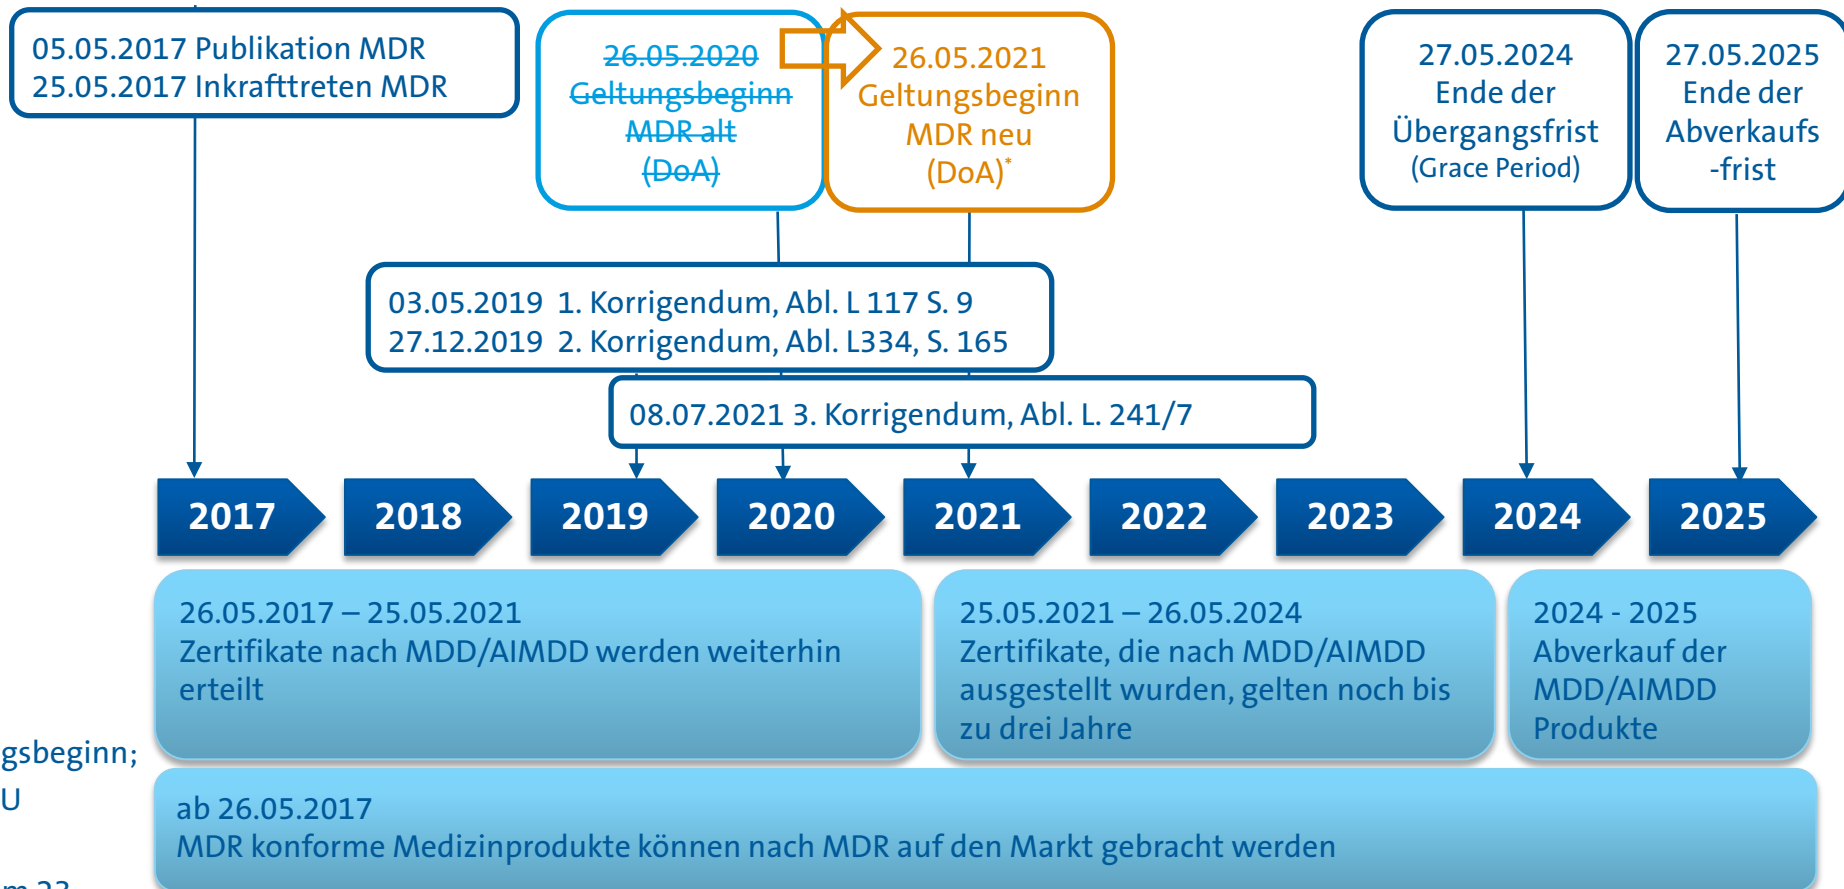 05.05.2017 Publikation MDR
25.05.2017 Inkrafttreten MDR
26.05.2020
Geltungsbeginn
MDR alt
(DoA)
26.05.2021
Geltungsbeginn
MDR neu
(DoA)*
27.05.2024
Ende der
Übergangsfrist
(Grace Period)
27.05.2025
Ende der
Abverkaufs
-frist
03.05.2019 1. Korrigendum, Abl. L 117 S. 9
27.12.2019 2. Korrigendum, Abl. L334, S. 165
08.07.2021 3. Korrigendum, Abl. L. 241/7
2017
2018
2019
2020
2021
2022
2023
2024
2025
26.05.2017 – 25.05.2021
Zertifikate nach MDD/AIMDD werden weiterhin
erteilt
25.05.2021 – 26.05.2024
Zertifikate, die nach MDD/AIMDD
ausgestellt wurden, gelten noch bis
zu drei Jahre
2024 - 2025
Abverkauf der
MDD/AIMDD
Produkte
gsbeginn;
U
ab 26.05.2017
MDR konforme Medizinprodukte können nach MDR auf den Markt gebracht werden